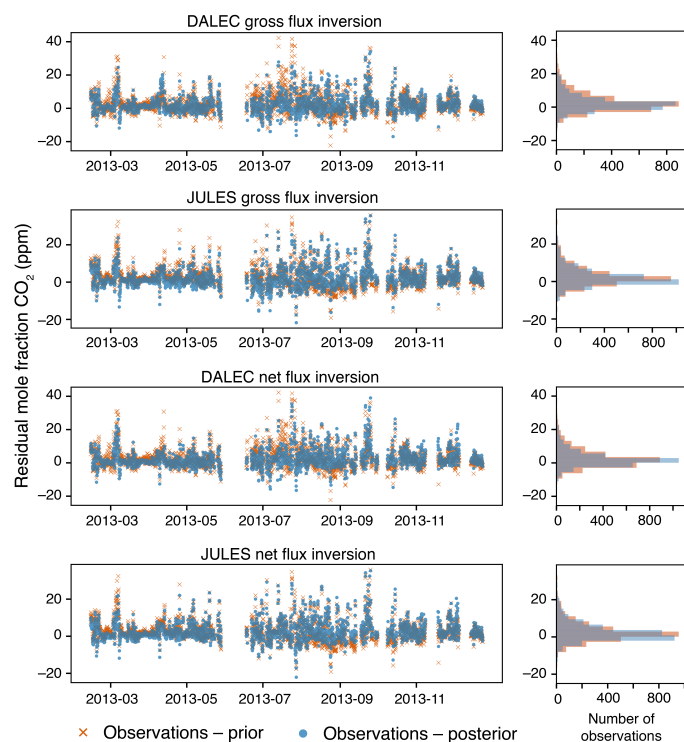 DALEC gross flux inversion
40
20
0
−20
2013-03 2013-05 2013-07 2013-09 2013-11
40
20
0
−20
0 400 800
JULES gross flux inversion
20
0
−20
2013-03 2013-05 2013-07 2013-09 2013-11
20
0
−20
0 400 800
Residual mole fraction CO2 (ppm)
DALEC net flux inversion
40
20
0
−20
2013-03 2013-05 2013-07 2013-09 2013-11
40
20
0
−20
0 400 800
JULES net flux inversion
20
0
−20
2013-03 2013-05 2013-07 2013-09 2013-11
20
0
−20
0 400 800
Number of
observations
Observations – prior
Observations – posterior